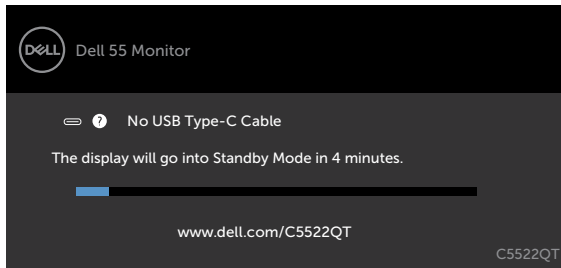 DELL Dell 55 Monitor
? No USB Type-C Cable
The display will go into Standby Mode in 4 minutes.
www.dell.com/C5522QT
C5522QT